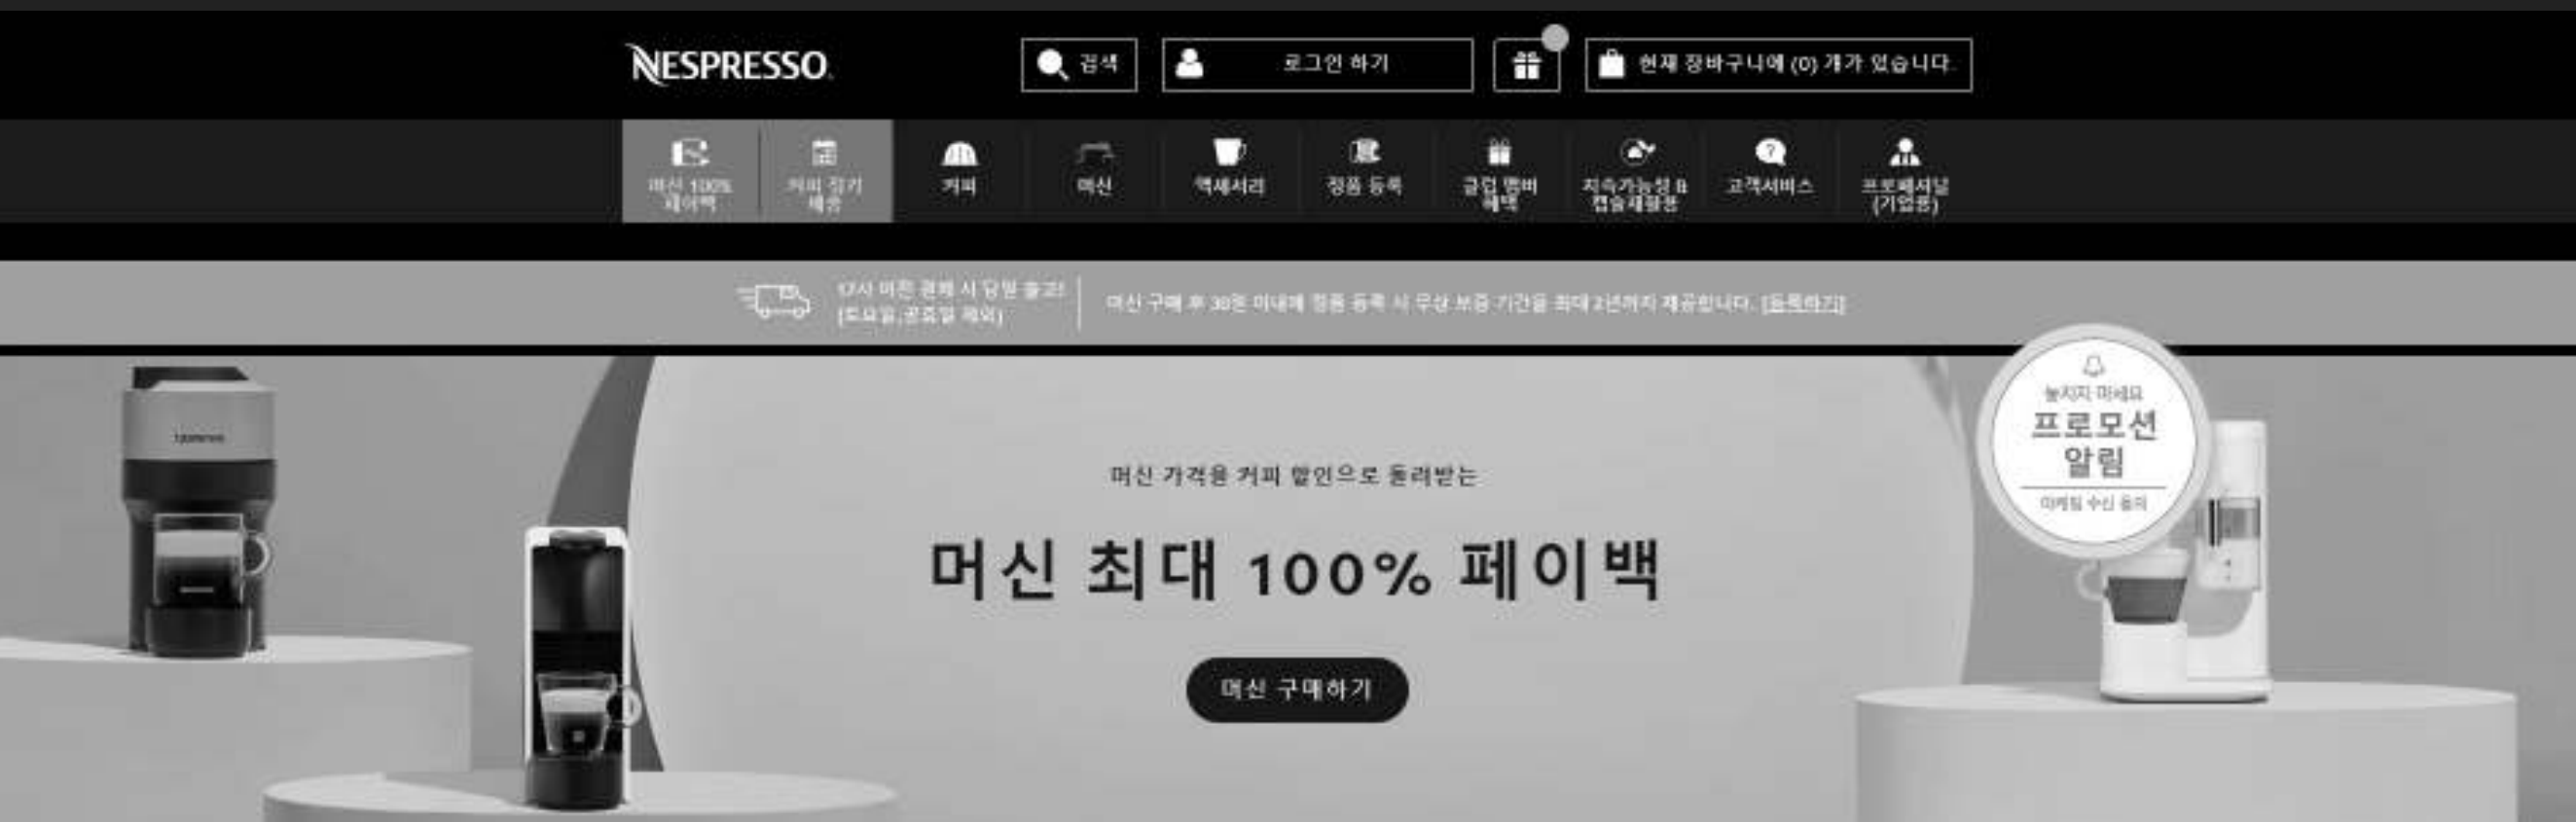 NESPRESSO
검색
로그인 하기
현재 장바구니에 (0) 개가 있습니다.
머신 100%
페이백
커피 정기
배송
커피
머신
액세서리
정품 등록
클럽 멤버
혜택
지속가능성 &
캡슐재활용
고객서비스
프로페셔널
(기업용)
이전 결제 시 당일 출고!
(토요일,공휴일 제외)
머신 구매 후 30일 이내에 정품 등록 시 무상 보증 기간을 최대 2년까지 제공합니다. [등록하기]
놓치지 마세요
프로모션
알림
마케팅 수신 동의
머신 가격을 커피 할인으로 돌려받는
머신 최대 100% 페이백
머신 구매하기